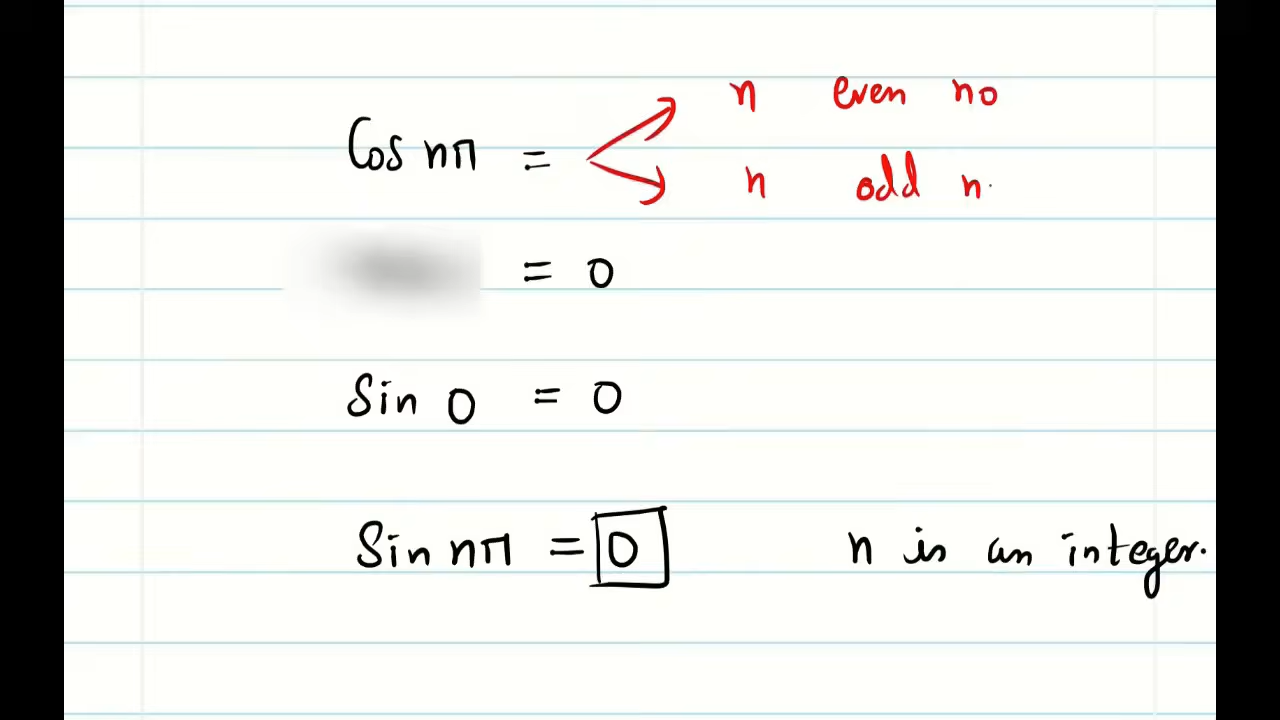 n even no
Cos nπ =
n odd n.
= 0
Sin 0 = 0
Sin nπ = 0 n is an integer.